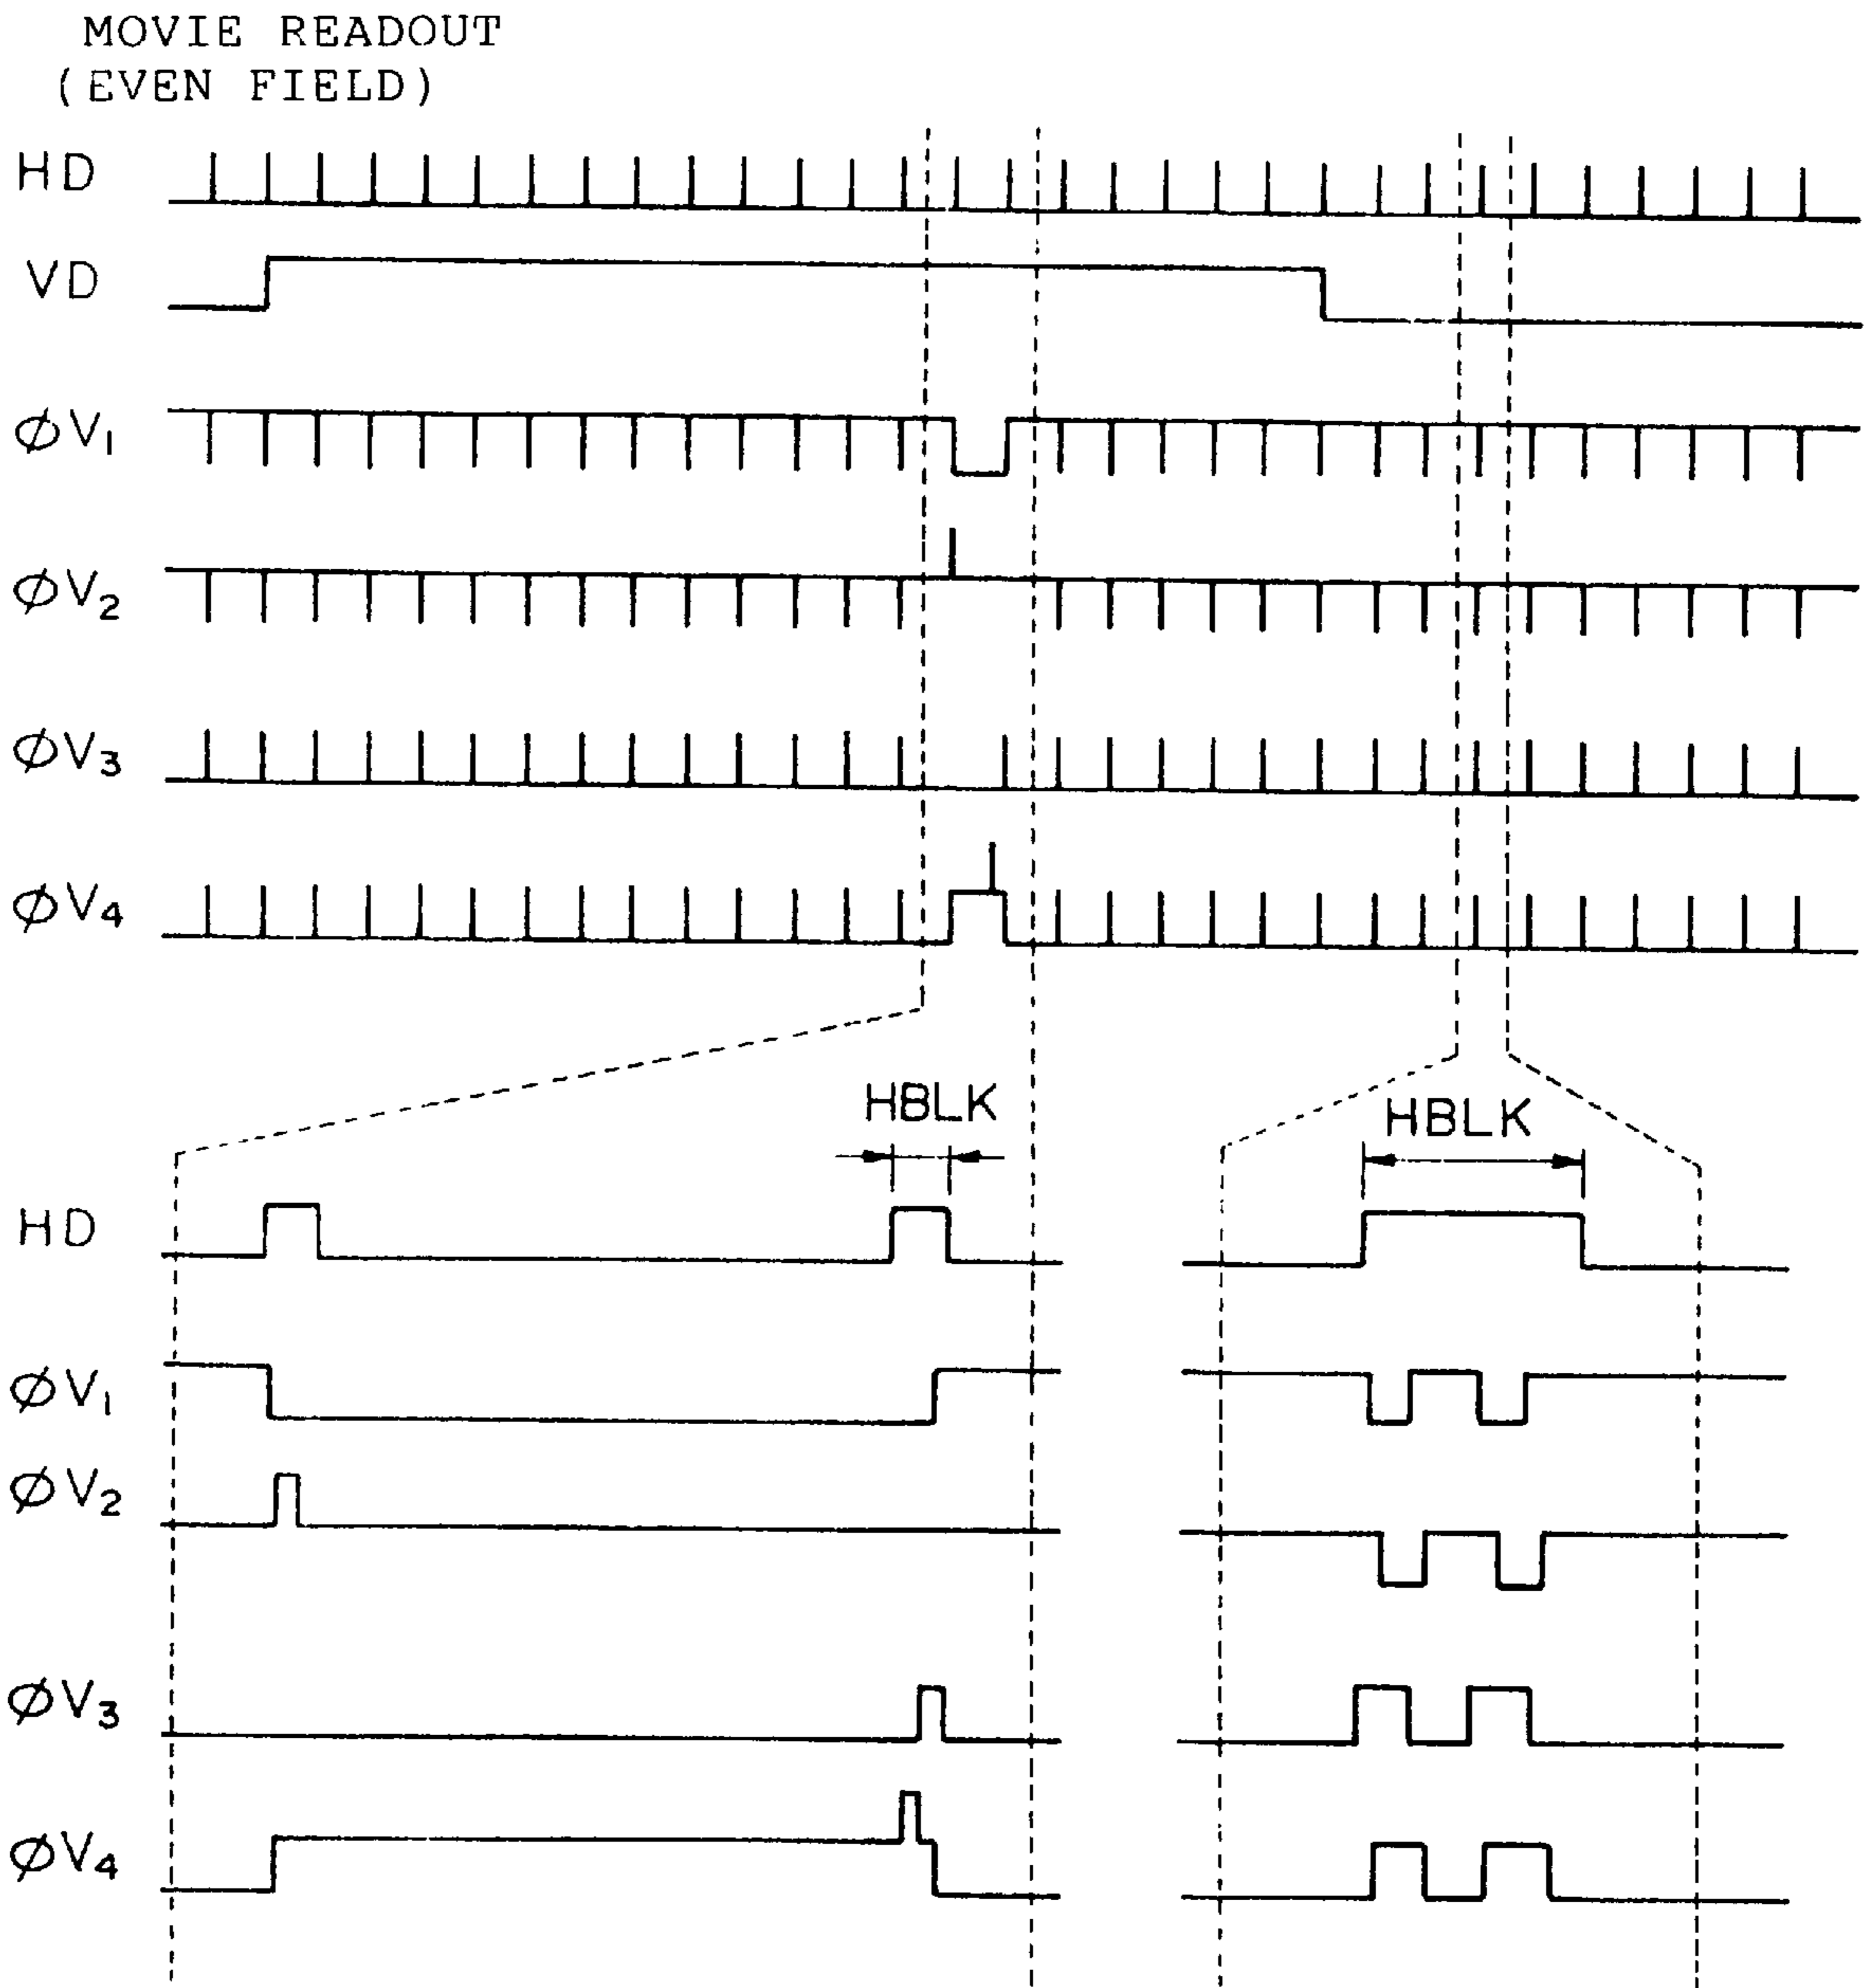 MOVIE READOUT
(EVEN FIELD)
HD
VD
ϕV₁
ϕV₂
ϕV₃
ϕV₄
HBLK
HBLK
HD
ϕV₁
ϕV₂
ϕV₃
ϕV₄